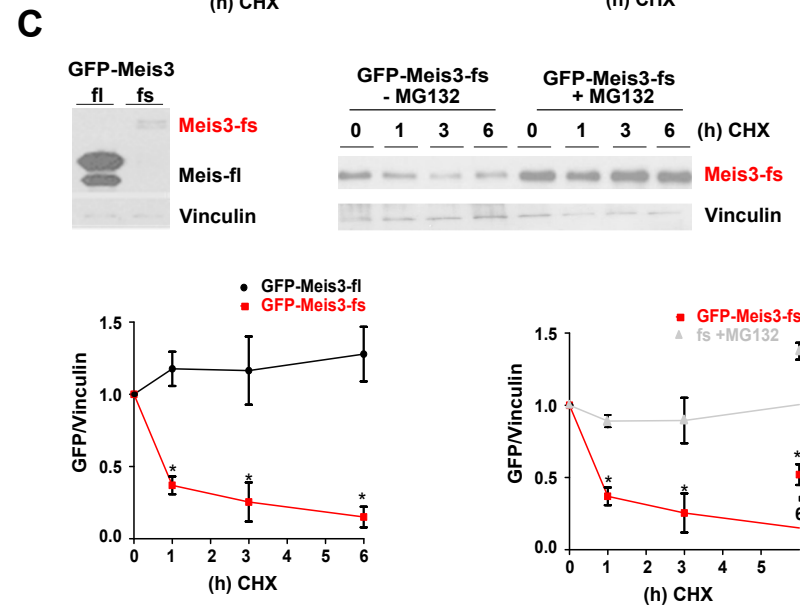 (h) CHX
(h) CHX
C
GFP-Meis3
fl fs
Meis3-fs
Meis-fl
Vinculin
GFP-Meis3-fs
- MG132
GFP-Meis3-fs
+ MG132
0 1 3 6 0 1 3 6 (h) CHX
Meis3-fs
Vinculin
GFP-Meis3-fl
GFP-Meis3-fs
1.5
1.0
0.5
0.0
GFP/Vinculin
* * *
0 1 2 3 4 5 6
(h) CHX
GFP-Meis3-fs
fs +MG132
1.5
1.0
0.5
0.0
GFP/Vinculin
* * *
0 1 2 3 4 5
6
(h) CHX